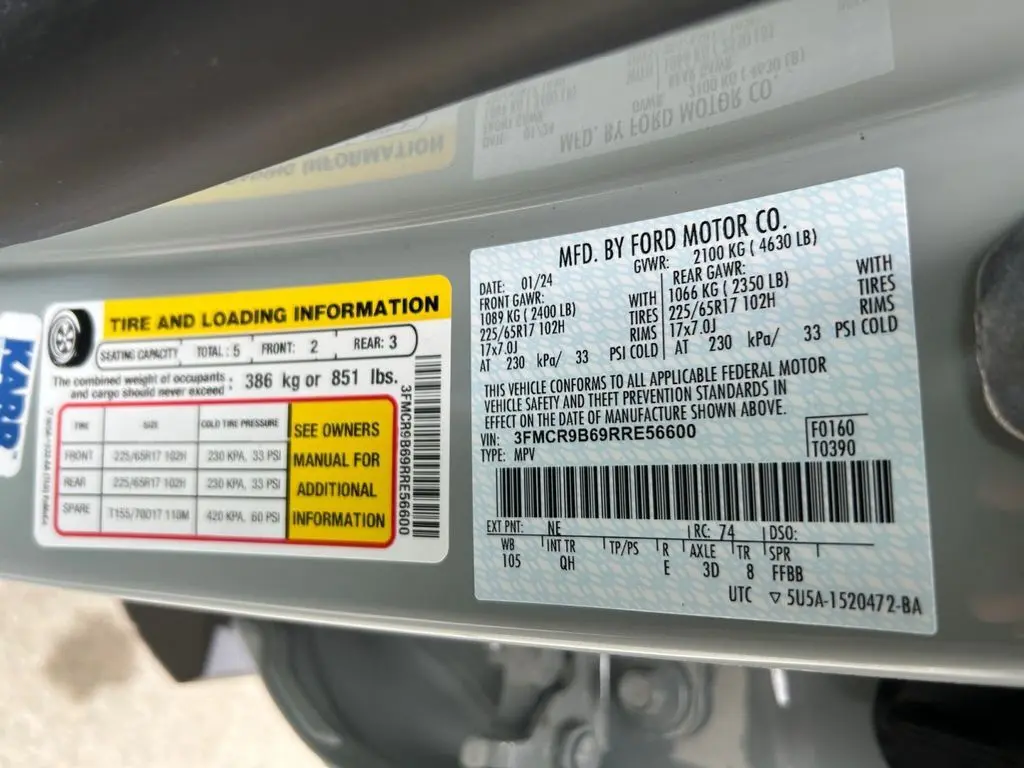 KARR
TIRE AND LOADING INFORMATION
SEATING CAPACITY TOTAL : 5 FRONT: 2 REAR: 3
The combined weight of occupants and cargo should never exceed : 386 kg or 851 lbs.
TIRE SIZE COLD TIRE PRESSURE
FRONT 225/65R17 102H 230 KPA, 33 PSI
REAR 225/65R17 102H 230 KPA, 33 PSI
SPARE T155/70D17 110M 420 KPA, 60 PSI
SEE OWNERS
MANUAL FOR
ADDITIONAL
INFORMATION
3FMCR9B69RRE56600
MFD. BY FORD MOTOR CO.
DATE: 01/24 GVWR: 2100 KG ( 4630 LB)
FRONT GAWR: REAR GAWR:
1089 KG ( 2400 LB) WITH 1066 KG ( 2350 LB) WITH
225/65R17 102H TIRES 225/65R17 102H TIRES
17x7.0J RIMS 17x7.0J RIMS
AT 230 kPa/ 33 PSI COLD AT 230 kPa/ 33 PSI COLD
THIS VEHICLE CONFORMS TO ALL APPLICABLE FEDERAL MOTOR
VEHICLE SAFETY AND THEFT PREVENTION STANDARDS IN
EFFECT ON THE DATE OF MANUFACTURE SHOWN ABOVE.
VIN: 3FMCR9B69RRE56600 F0160
TYPE: MPV T0390
EXT PNT: NE RC: 74 DSO:
WB INT TR TP/PS R AXLE TR SPR
105 QH E 3D 8 FFBB
UTC ▽ 5U5A-1520472-BA